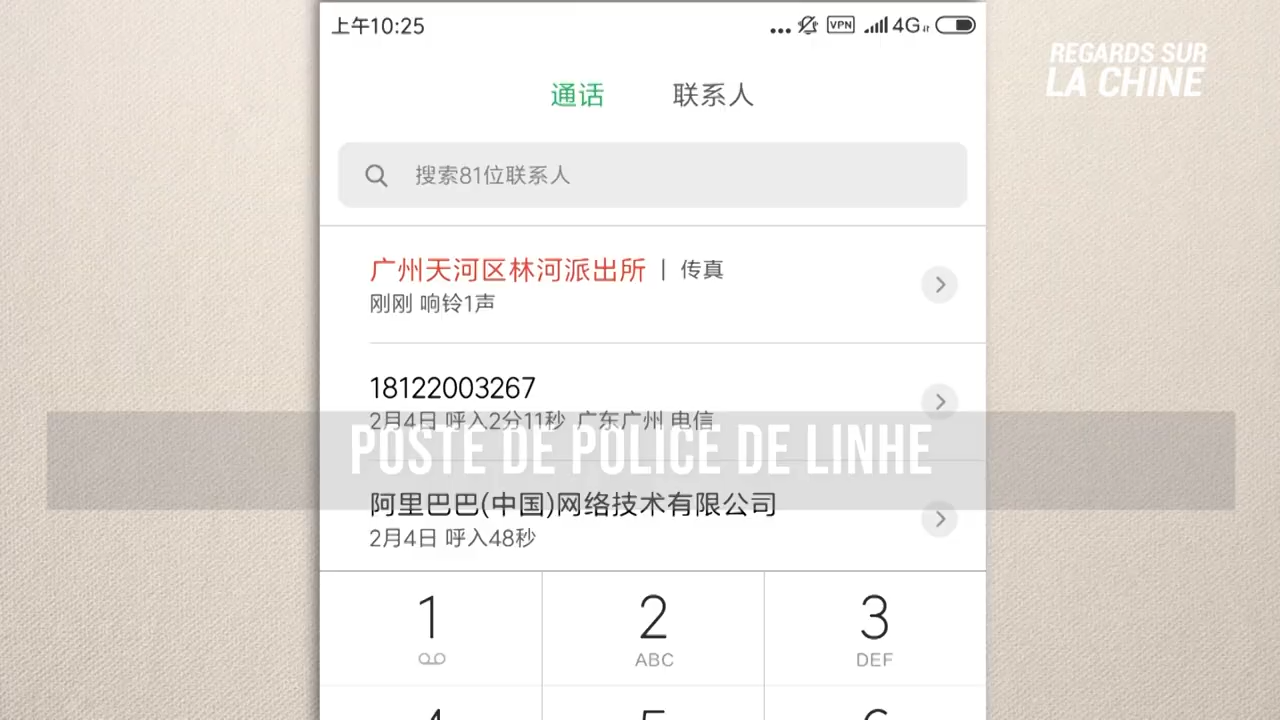 上午10:25
... VPN 4G
REGARDS SUR
LA CHINE
通话 联系人
搜索81位联系人
广州天河区林河派出所 | 传真
刚刚 响铃1声
18122003267
2月4日 呼入2分11秒 广东广州 电信
POSTE DE POLICE DE LINHE
阿里巴巴(中国)网络技术有限公司
2月4日 呼入48秒
1 2 3
ABC DEF
4 5 6